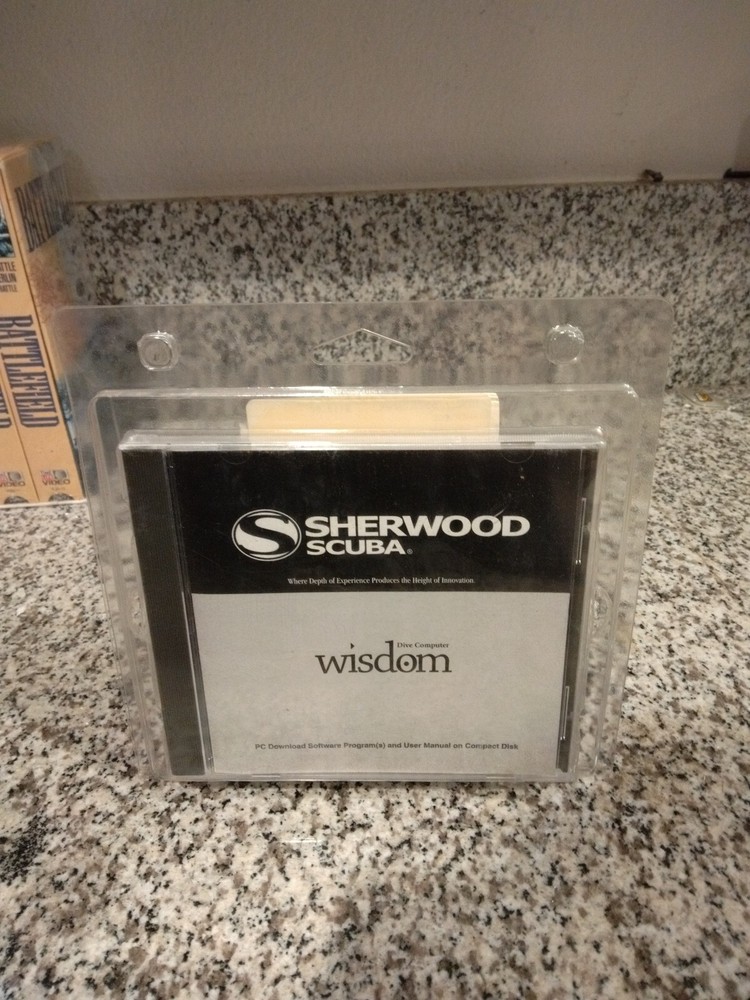 SHERWOOD
SCUBA®
Where Depth of Experience Produces the Height of Innovation
Dive Computer
wisdom
PC Download Software Program(s) and User Manual on Compact Disk
BATTLEFIELD
VIDEO
VIDEO